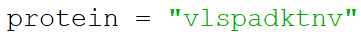 protein = "vlspadktnv"